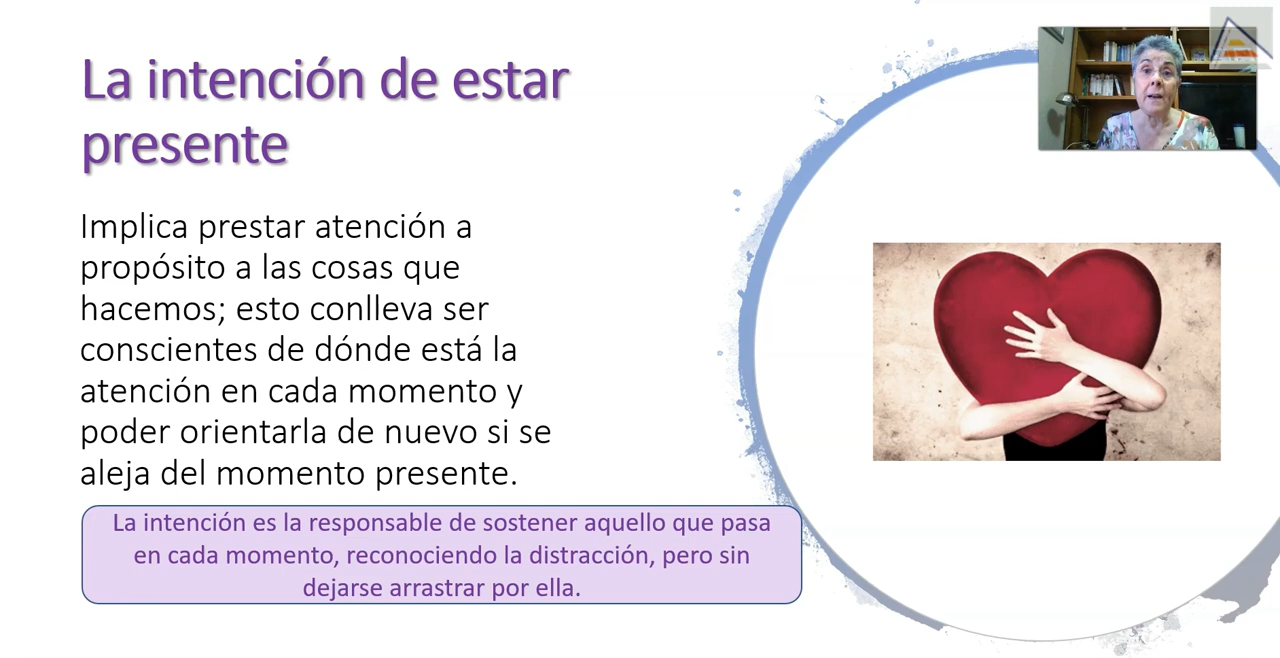 La intención de estar
presente
Implica prestar atención a
propósito a las cosas que
hacemos; esto conlleva ser
conscientes de dónde está la
atención en cada momento y
poder orientarla de nuevo si se
aleja del momento presente.
La intención es la responsable de sostener aquello que pasa
en cada momento, reconociendo la distracción, pero sin
dejarse arrastrar por ella.